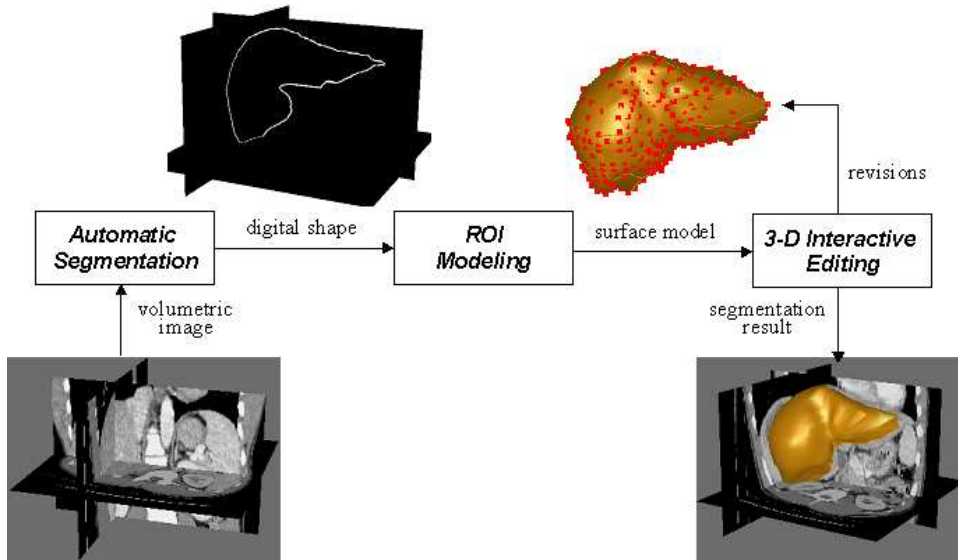 revisions
Automatic
Segmentation
digital shape
ROI
Modeling
surface model
3-D Interactive
Editing
volumetric
image
segmentation
result